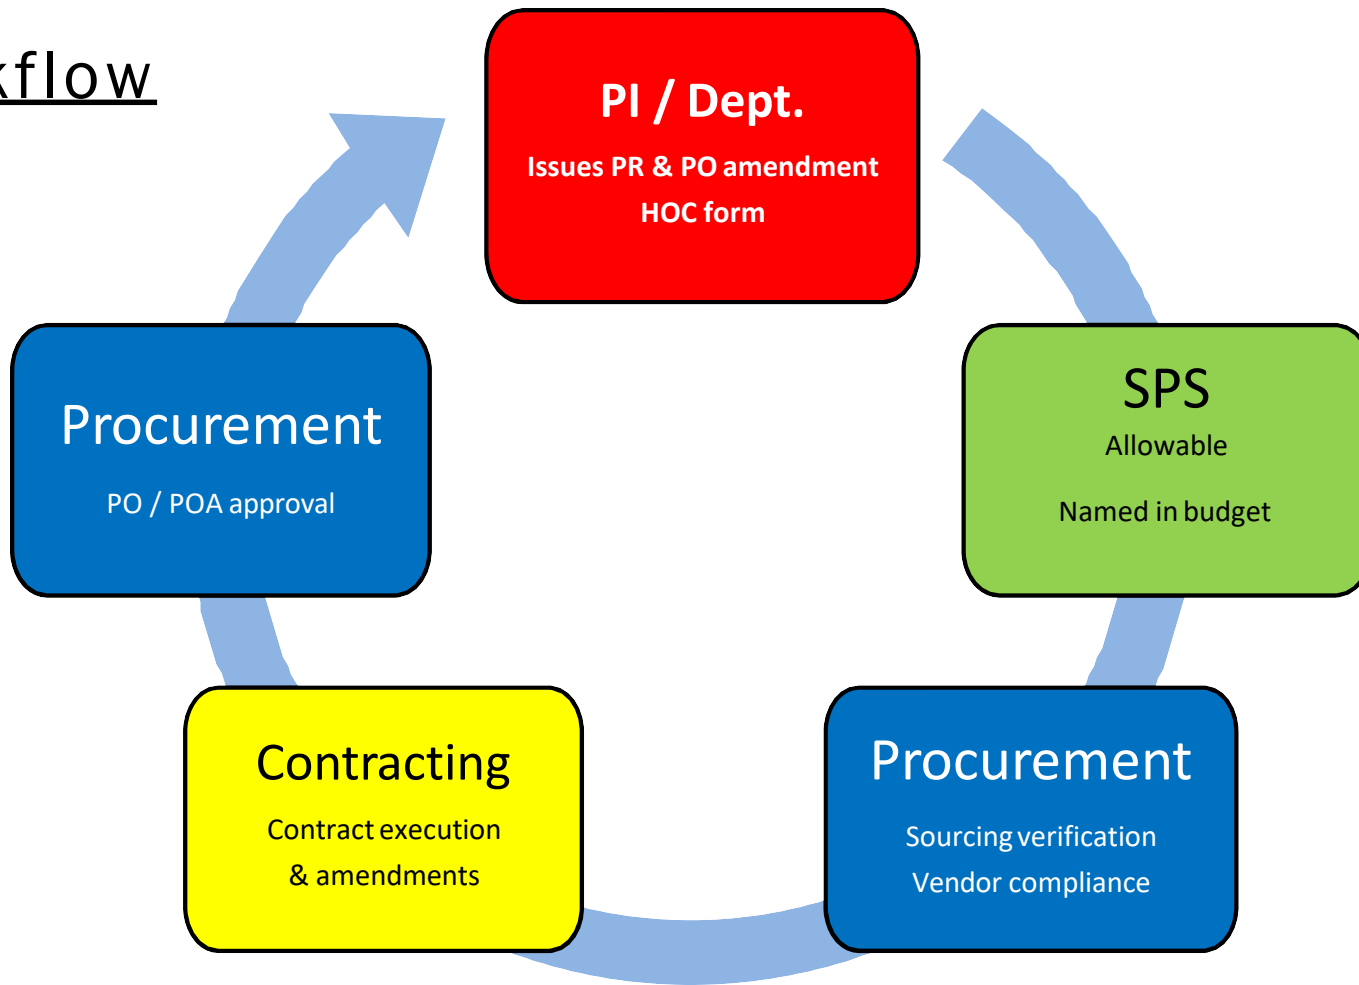 kflow
PI / Dept.
Issues PR & PO amendment
HOC form
SPS
Allowable
Named in budget
Procurement
Sourcing verification
Vendor compliance
Contracting
Contract execution
& amendments
Procurement
PO / POA approval